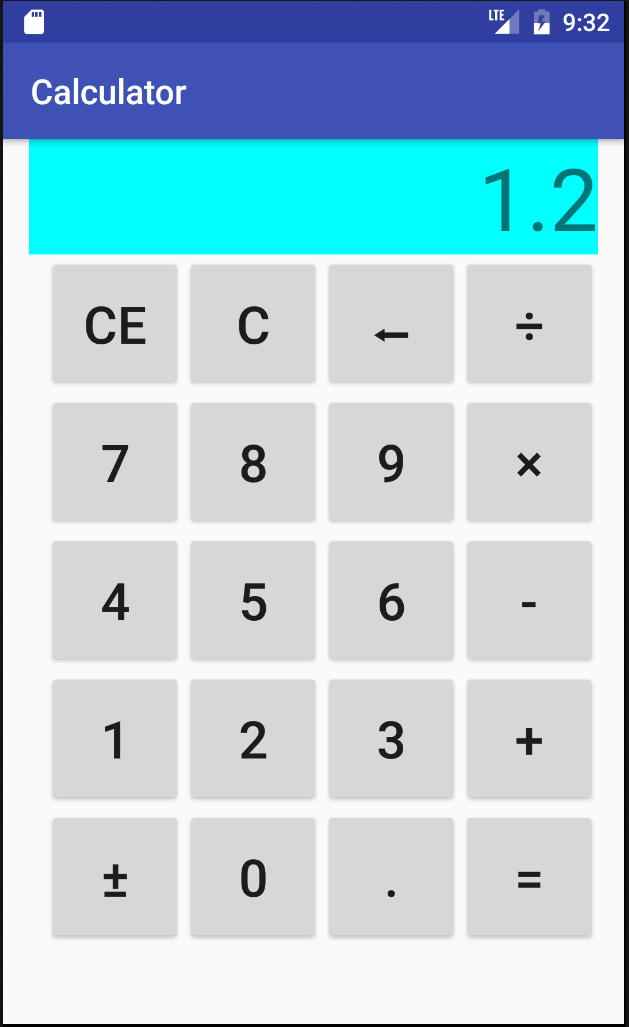 LTE 9:32
Calculator
1.2
CE C ← ÷
7 8 9 ×
4 5 6 -
1 2 3 +
± 0 . =